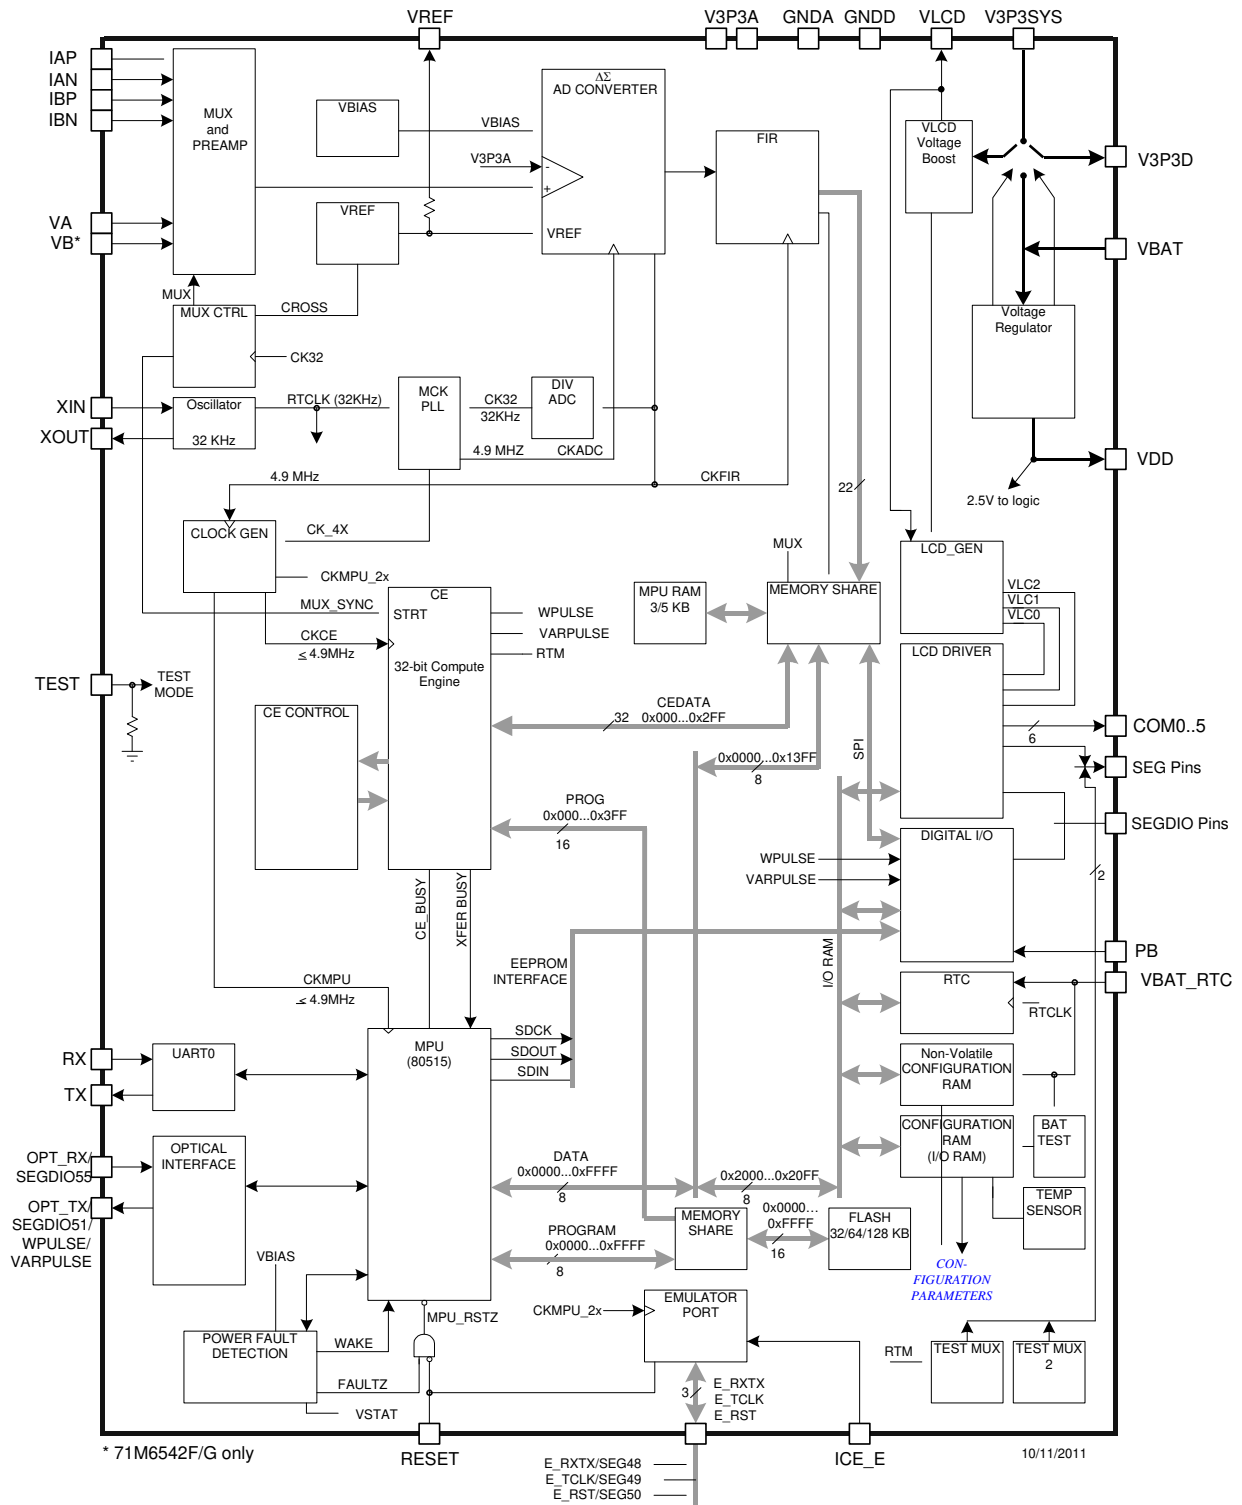 VREF
V3P3A
GNDA
GNDD
VLCD
V3P3SYS
IAP
IAN
IBP
IBN
VA
VB*
MUX
and
PREAMP
VBIAS
VBIAS
V3P3A
ΔΣ
AD CONVERTER
-
+
VREF
VREF
FIR
VLCD
Voltage
Boost
V3P3D
VBAT
Voltage
Regulator
MUX
MUX CTRL
CROSS
CK32
XIN
XOUT
Oscillator
32 KHz
RTCLK (32KHz)
MCK
PLL
CK32
32KHz
DIV
ADC
4.9 MHZ
CKADC
4.9 MHz
CKFIR
VDD
2.5V to logic
22
CLOCK GEN
CK_4X
CKMPU_2x
MUX_SYNC
CKCE
≤ 4.9MHz
CE
STRT
32-bit Compute
Engine
WPULSE
VARPULSE
RTM
MUX
MPU RAM
3/5 KB
MEMORY SHARE
LCD_GEN
VLC2
VLC1
VLC0
LCD DRIVER
TEST
TEST
MODE
CE CONTROL
CEDATA
32 0x000...0x2FF
0x0000...0x13FF
8
SPI
6
COM0..5
SEG Pins
SEGDIO Pins
PROG
0x000...0x3FF
16
DIGITAL I/O
WPULSE
VARPULSE
2
CE_BUSY
XFER BUSY
EEPROM
INTERFACE
I/O RAM
PB
VBAT_RTC
CKMPU
≤ 4.9MHz
RTC
RTCLK
RX
TX
UART0
MPU
(80515)
SDCK
SDOUT
SDIN
Non-Volatile
CONFIGURATION
RAM
CONFIGURATION
RAM
(I/O RAM)
BAT
TEST
OPT_RX/
SEGDIO55
OPT_TX/
SEGDIO51/
WPULSE/
VARPULSE
OPTICAL
INTERFACE
DATA
0x0000...0xFFFF
8
0x2000...0x20FF
8
TEMP
SENSOR
PROGRAM
0x0000...0xFFFF
8
MEMORY
SHARE
0x0000...
0xFFFF
16
FLASH
32/64/128 KB
CON-
FIGURATION
PARAMETERS
VBIAS
POWER FAULT
DETECTION
WAKE
FAULTZ
VSTAT
MPU_RSTZ
CKMPU_2x
EMULATOR
PORT
3
E_RXTX
E_TCLK
E_RST
RTM
TEST MUX
TEST MUX
2
* 71M6542F/G only
RESET
ICE_E
10/11/2011
E_RXTX/SEG48
E_TCLK/SEG49
E_RST/SEG50